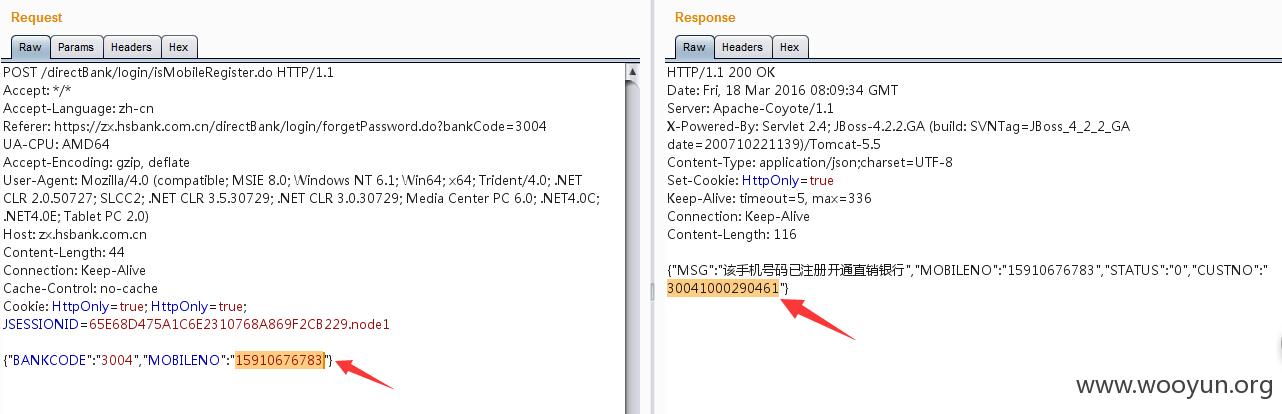 Request
Raw Params Headers Hex
POST /directBank/login/isMobileRegister.do HTTP/1.1
Accept: */*
Accept-Language: zh-cn
Referer: https://zx.hsbank.com.cn/directBank/login/forgetPassword.do?bankCode=3004
UA-CPU: AMD64
Accept-Encoding: gzip, deflate
User-Agent: Mozilla/4.0 (compatible; MSIE 8.0; Windows NT 6.1; Win64; x64; Trident/4.0; .NET
CLR 2.0.50727; SLCC2; .NET CLR 3.5.30729; .NET CLR 3.0.30729; Media Center PC 6.0; .NET4.0C;
.NET4.0E; Tablet PC 2.0)
Host: zx.hsbank.com.cn
Content-Length: 44
Connection: Keep-Alive
Cache-Control: no-cache
Cookie: HttpOnly=true; HttpOnly=true;
JSESSIONID=65E68D475A1C6E2310768A869F2CB229.node1
{"BANKCODE":"3004","MOBILENO":"15910676783"}
Response
Raw Headers Hex
HTTP/1.1 200 OK
Date: Fri, 18 Mar 2016 08:09:34 GMT
Server: Apache-Coyote/1.1
X-Powered-By: Servlet 2.4; JBoss-4.2.2.GA (build: SVNTag=JBoss_4_2_2_GA
date=200710221139)/Tomcat-5.5
Content-Type: application/json;charset=UTF-8
Set-Cookie: HttpOnly=true
Keep-Alive: timeout=5, max=336
Connection: Keep-Alive
Content-Length: 116
{"MSG":"该手机号码已注册开通直销银行","MOBILENO":"15910676783","STATUS":"0","CUSTNO":"
30041000290461"}
www.wooyun.org